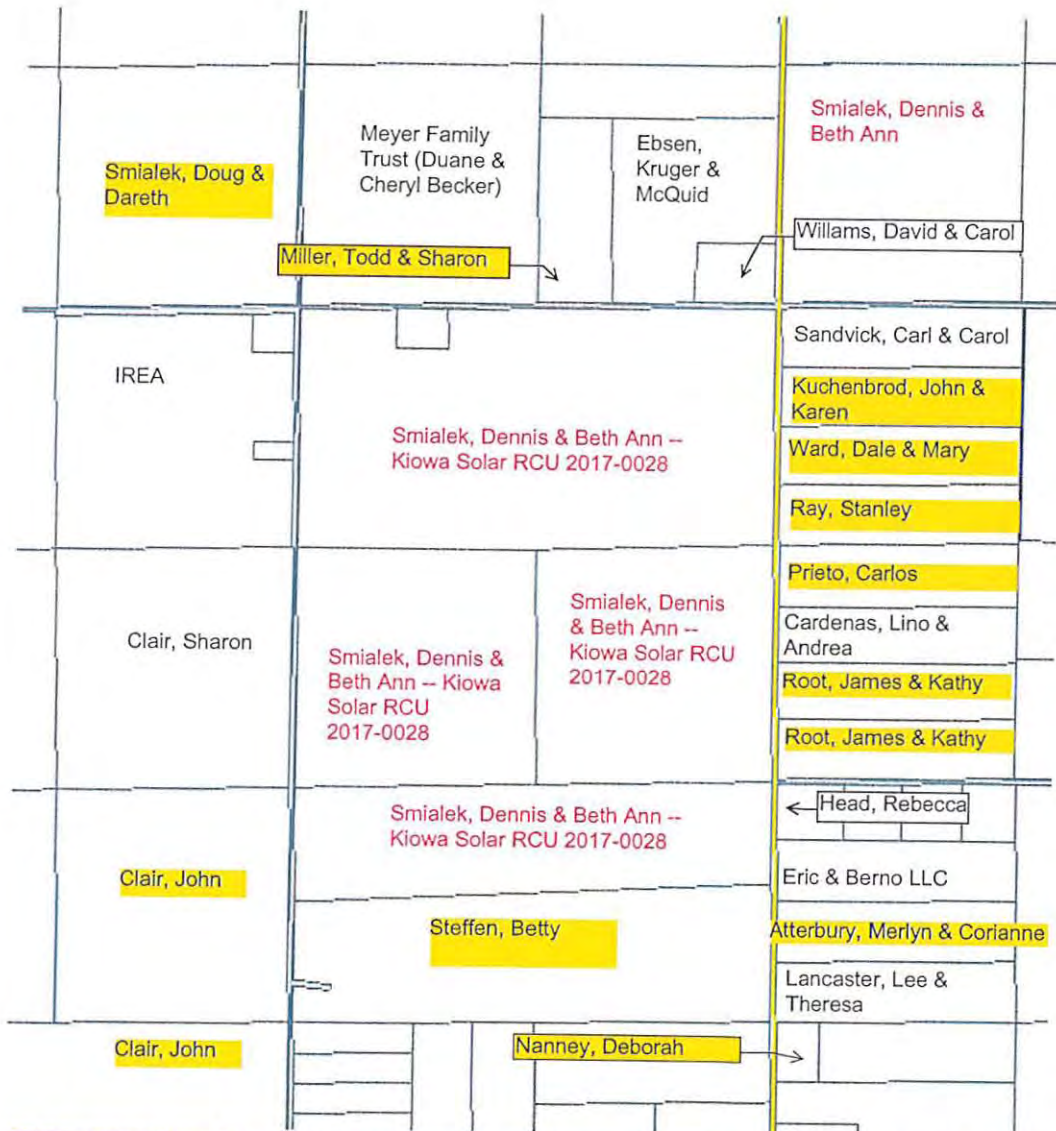 Smialek, Doug &
Dareth
Meyer Family
Trust (Duane &
Cheryl Becker)
Ebsen,
Kruger &
McQuid
Smialek, Dennis &
Beth Ann
Willams, David & Carol
Miller, Todd & Sharon
IREA
Smialek, Dennis & Beth Ann --
Kiowa Solar RCU 2017-0028
Sandvick, Carl & Carol
Kuchenbrod, John &
Karen
Ward, Dale & Mary
Ray, Stanley
Prieto, Carlos
Clair, Sharon
Smialek, Dennis &
Beth Ann -- Kiowa
Solar RCU
2017-0028
Smialek, Dennis
& Beth Ann --
Kiowa Solar RCU
2017-0028
Cardenas, Lino &
Andrea
Root, James & Kathy
Root, James & Kathy
Smialek, Dennis & Beth Ann --
Kiowa Solar RCU 2017-0028
Head, Rebecca
Clair, John
Eric & Berno LLC
Steffen, Betty
Atterbury, Merlyn & Corianne
Lancaster, Lee &
Theresa
Clair, John
Nanney, Deborah